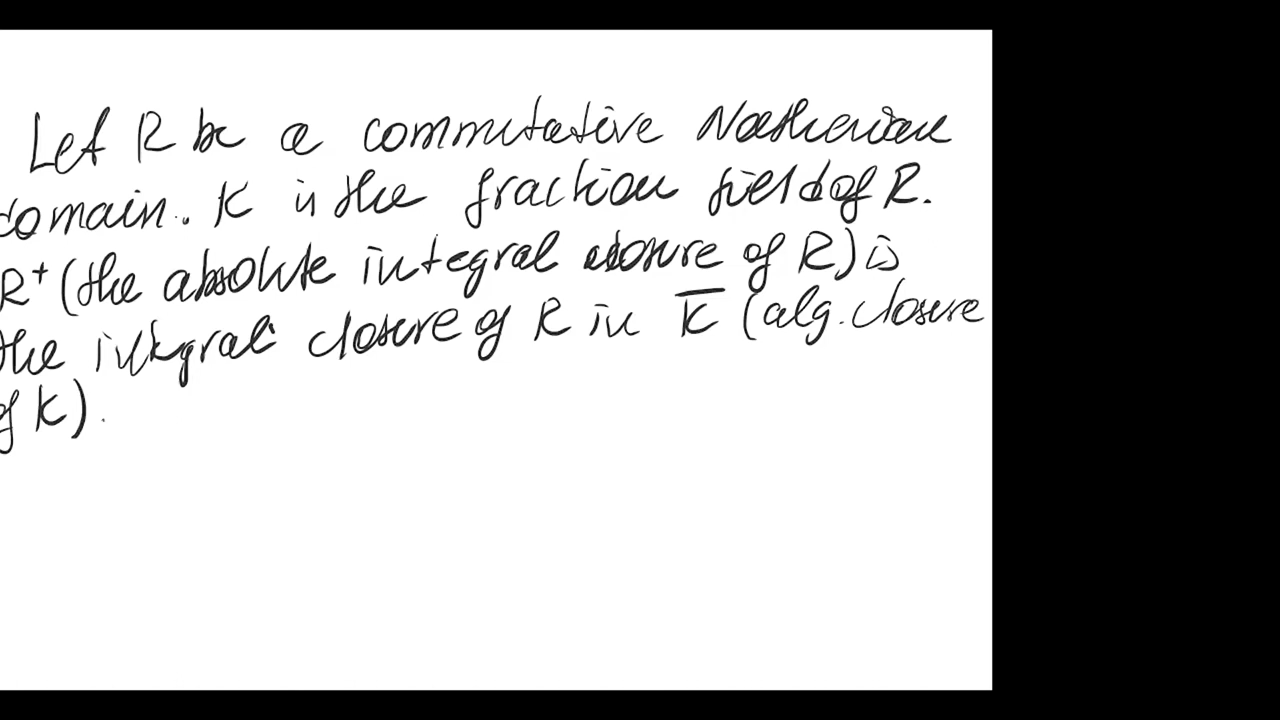 Let R be a commutative Noetherian
domain. K is the fraction field of R.
R⁺ (the absolute integral closure of R) is
the integral closure of R in K̅ (alg. closure
of K).